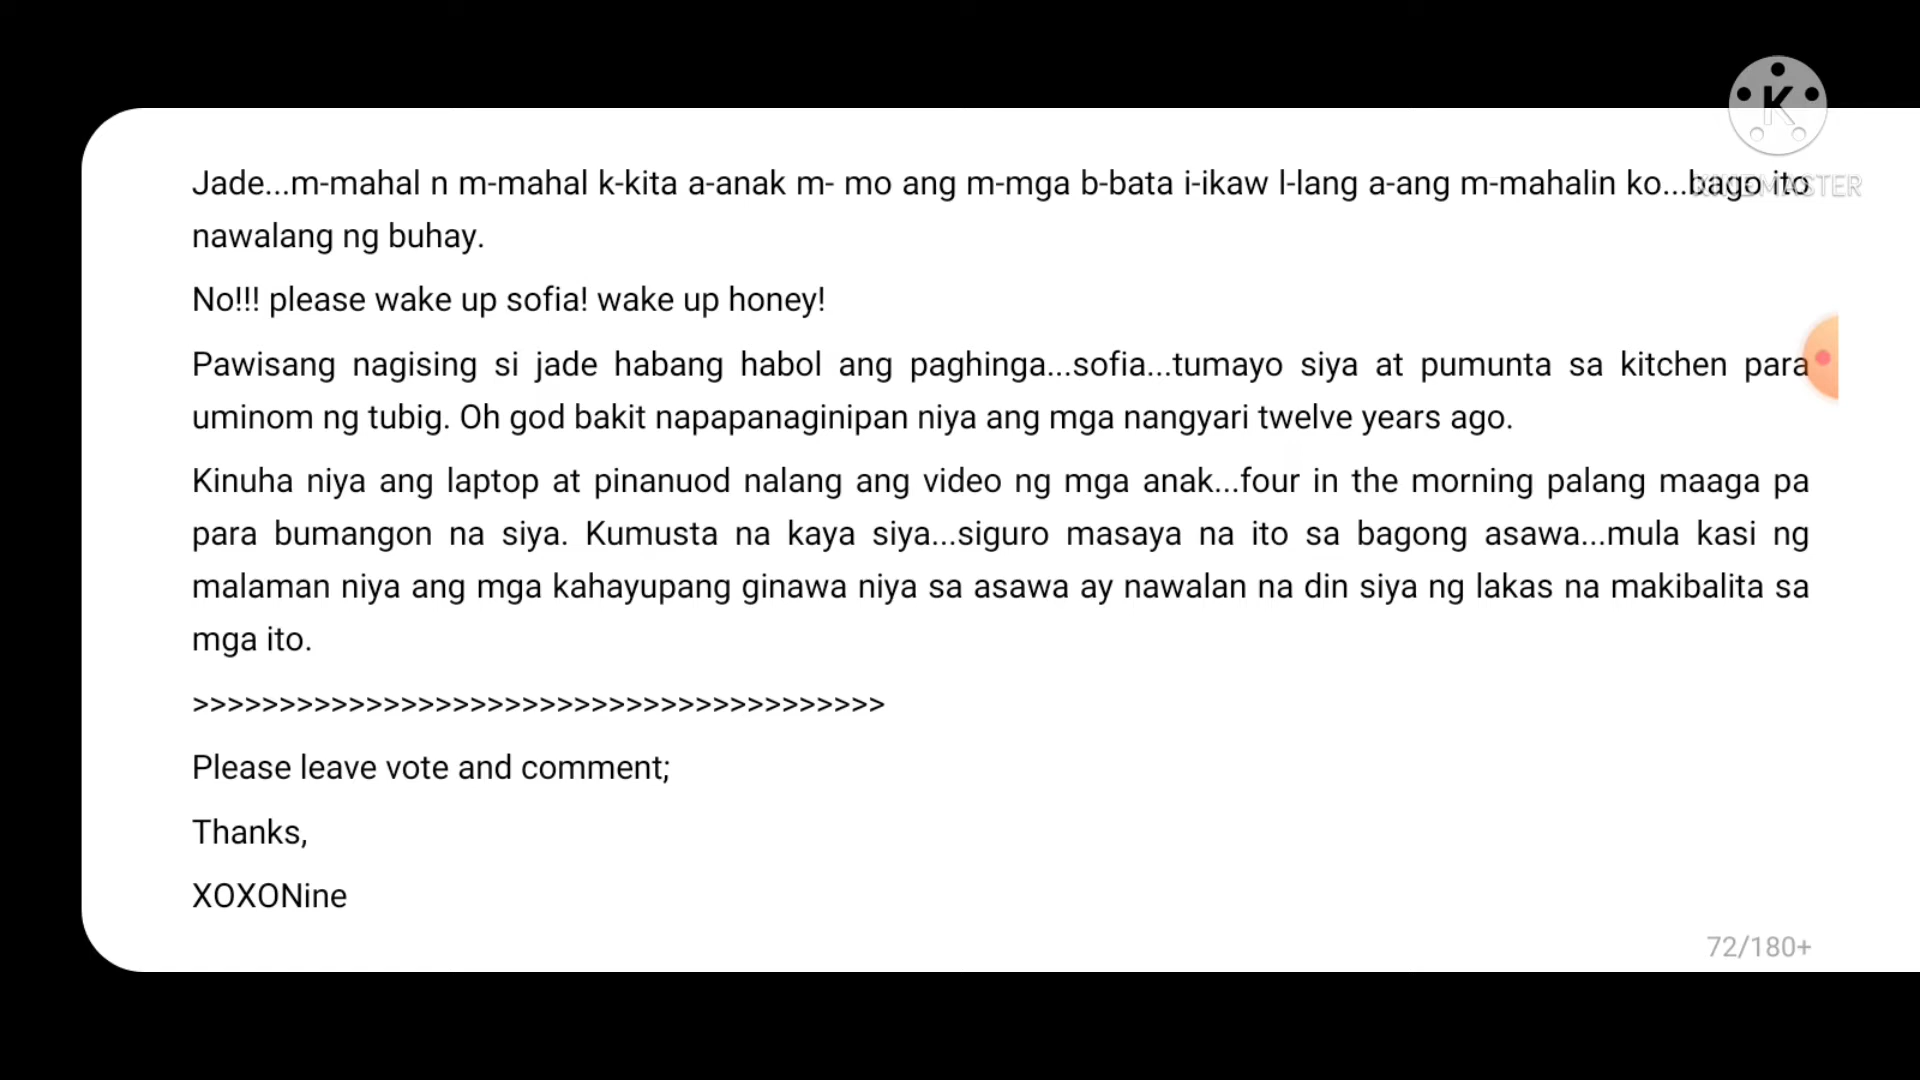 K
KINEMASTER
Jade...m-mahal n m-mahal k-kita a-anak m- mo ang m-mga b-bata i-ikaw l-lang a-ang m-mahalin ko...bago ito
nawalang ng buhay.
No!!! please wake up sofia! wake up honey!
Pawisang nagising si jade habang habol ang paghinga...sofia...tumayo siya at pumunta sa kitchen para
uminom ng tubig. Oh god bakit napapanaginipan niya ang mga nangyari twelve years ago.
Kinuha niya ang laptop at pinanuod nalang ang video ng mga anak...four in the morning palang maaga pa
para bumangon na siya. Kumusta na kaya siya...siguro masaya na ito sa bagong asawa...mula kasi ng
malaman niya ang mga kahayupang ginawa niya sa asawa ay nawalan na din siya ng lakas na makibalita sa
mga ito.
>>>>>>>>>>>>>>>>>>>>>>>>>>>>>>>>>>>>>>>>
Please leave vote and comment;
Thanks,
XOXONine
72/180+